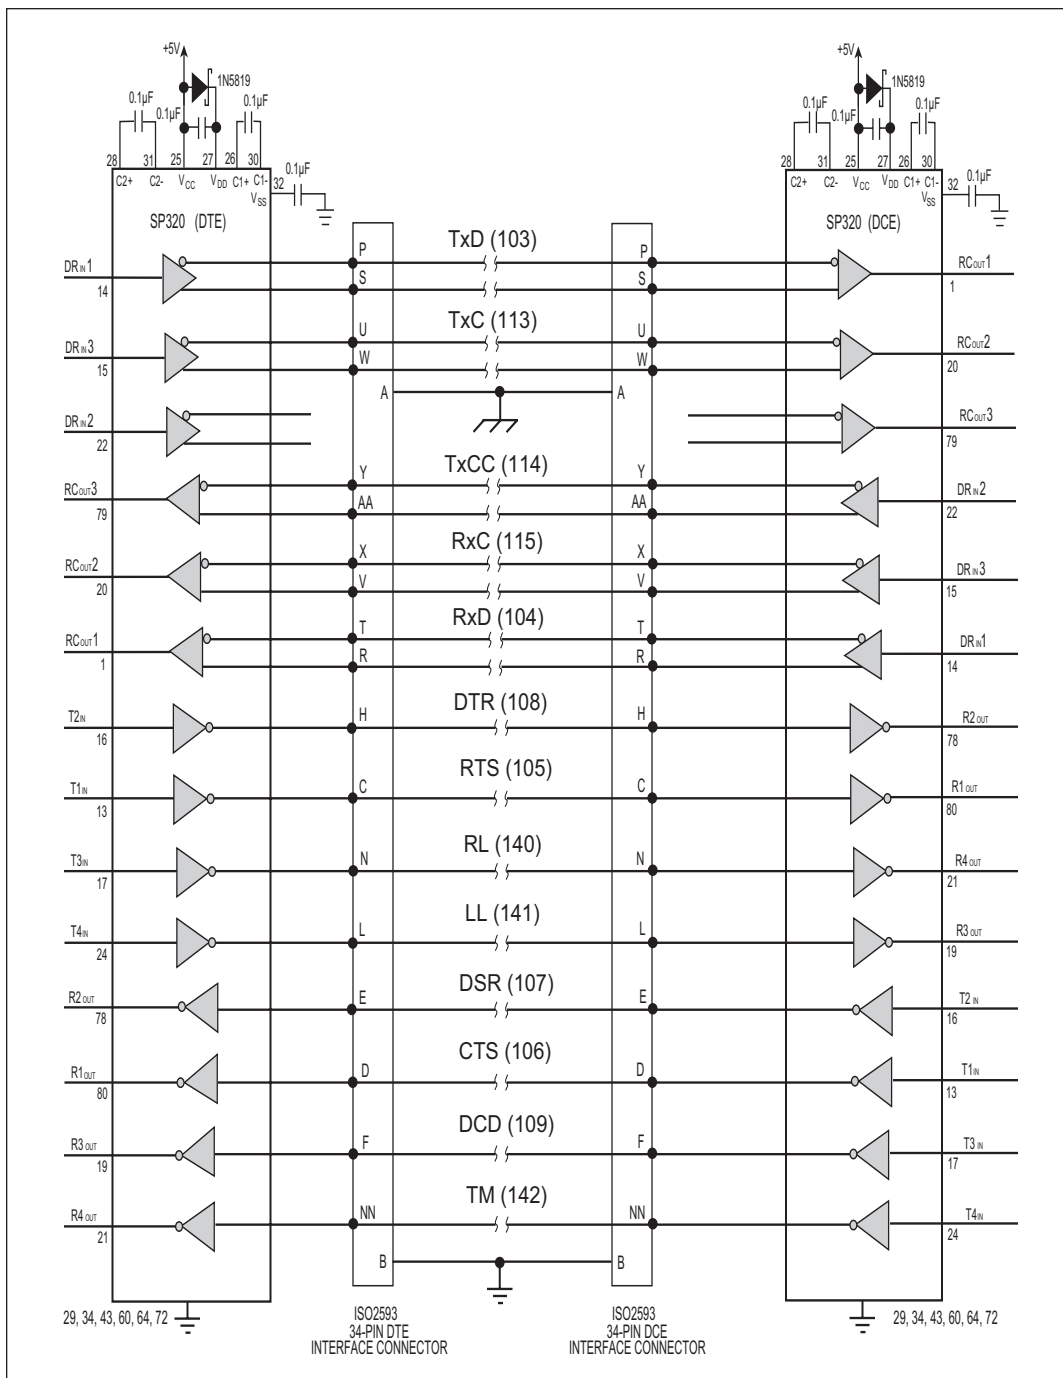 +5V +5V
1N5819 1N5819
0.1µF 0.1µF 0.1µF 0.1µF 0.1µF 0.1µF
28 31 25 27 26 30 28 31 25 27 26 30
0.1µF 0.1µF
32 32
C2+ C2- VCC VDD C1+ C1- C2+ C2- VCC VDD C1+ C1-
VSS VSS
SP320 (DTE) SP320 (DCE)
DRIN1 P TxD (103) P RCOUT1
14 S S 1
DRIN3 U TxC (113) U RCOUT2
15 W W 20
A A
DRIN2 RCOUT3
22 79
RCOUT3 Y TxCC (114) Y DRIN2
79 AA AA 22
RCOUT2 X RxC (115) X DRIN3
20 V V 15
RCOUT1 T RxD (104) T DRIN1
1 R R 14
T2IN H DTR (108) H R2OUT
16 78
T1IN C RTS (105) C R1OUT
13 80
T3IN N RL (140) N R4OUT
17 21
T4IN L LL (141) L R3OUT
24 19
R2OUT E DSR (107) E T2IN
78 16
R1OUT D CTS (106) D T1IN
80 13
R3OUT F DCD (109) F T3IN
19 17
R4OUT NN TM (142) NN T4IN
21 24
B B
29, 34, 43, 60, 64, 72 29, 34, 43, 60, 64, 72
ISO2593 ISO2593
34-PIN DTE 34-PIN DCE
INTERFACE CONNECTOR INTERFACE CONNECTOR